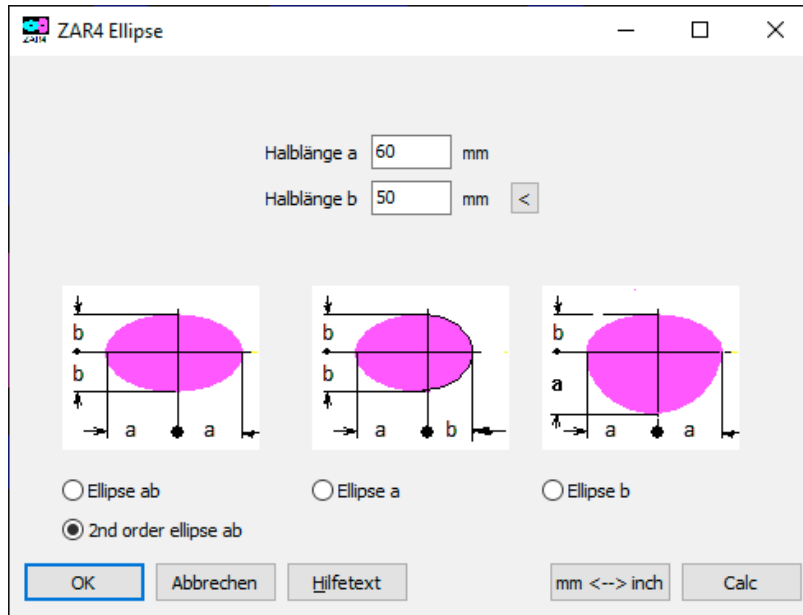 ZAR4 Ellipse
Halblänge a 60 mm
Halblänge b 50 mm <
b b b
b a
a a a b a a
Ellipse ab Ellipse a Ellipse b
2nd order ellipse ab
OK Abbrechen Hilfetext mm <--> inch Calc